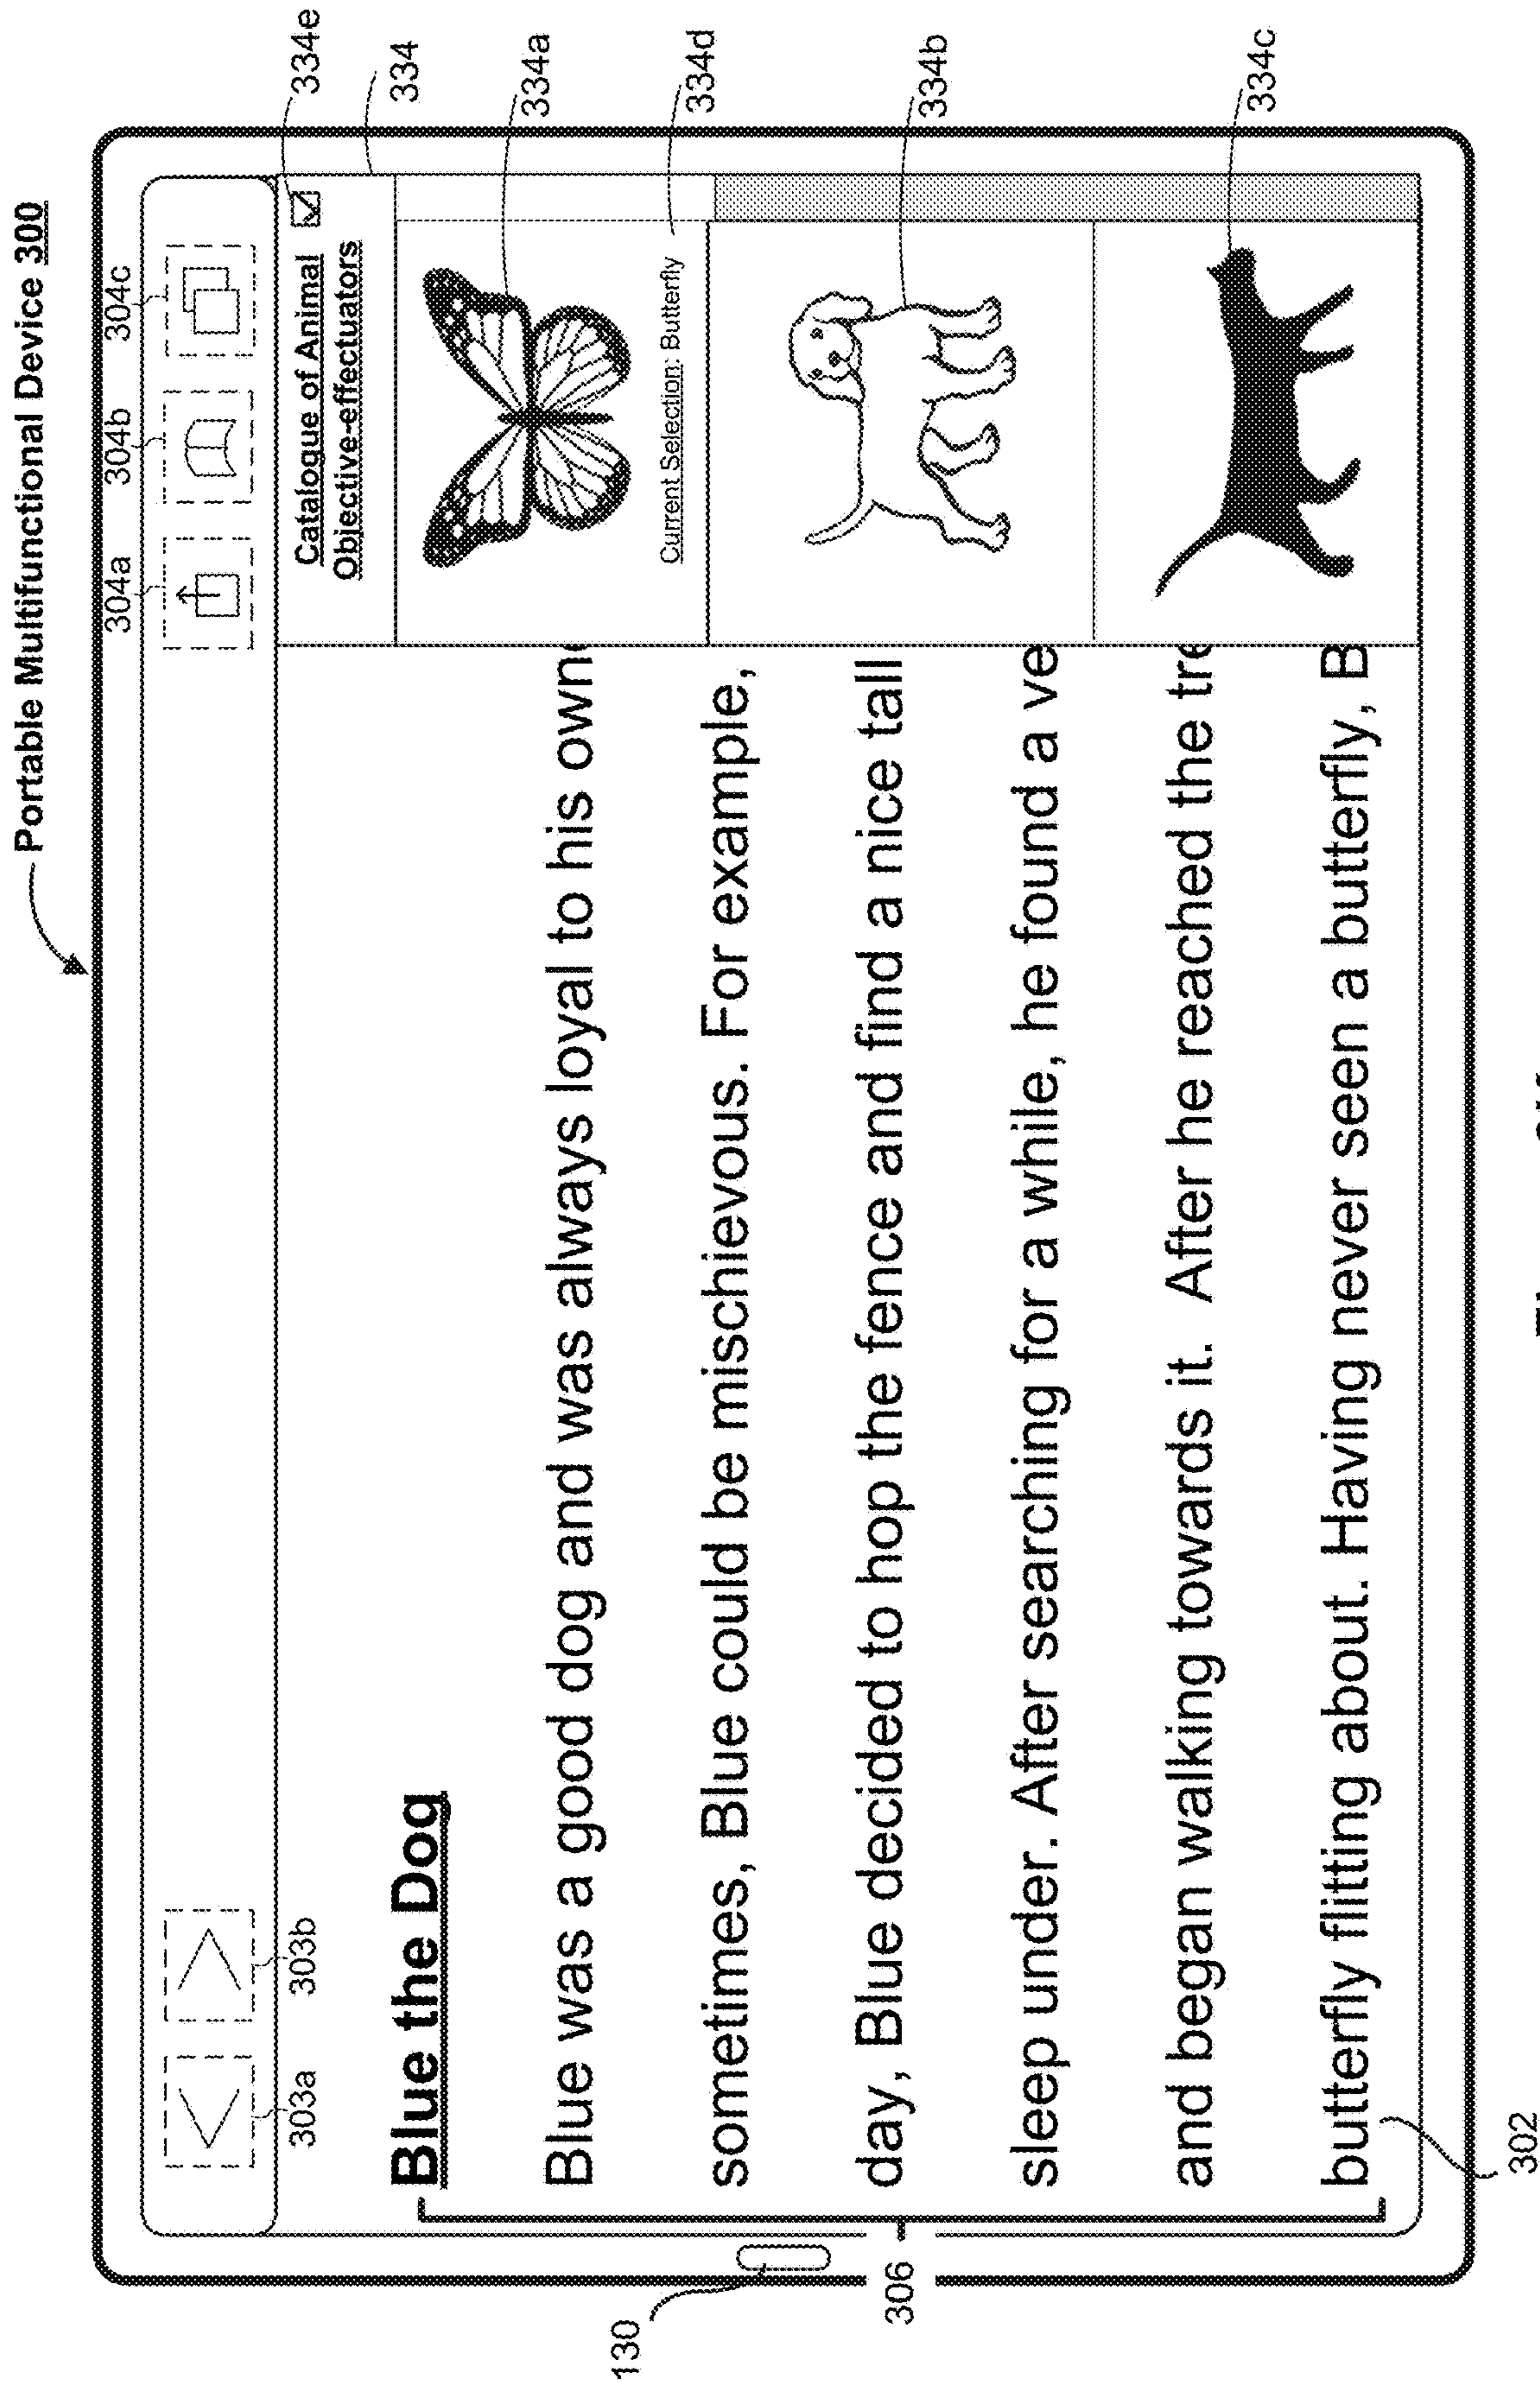 Portable Multifunctional Device 300
304a
304b
304c
334e
334
303a
303b
Catalogue of Animal
Objective-effectuators
334a
Current Selection: Butterfly
334d
334b
334c
Blue the Dog
Blue was a good dog and was always loyal to his own
sometimes, Blue could be mischievous. For example,
day, Blue decided to hop the fence and find a nice tall
sleep under. After searching for a while, he found a ve
and began walking towards it. After he reached the tre
butterfly flitting about. Having never seen a butterfly, B
130
306
302